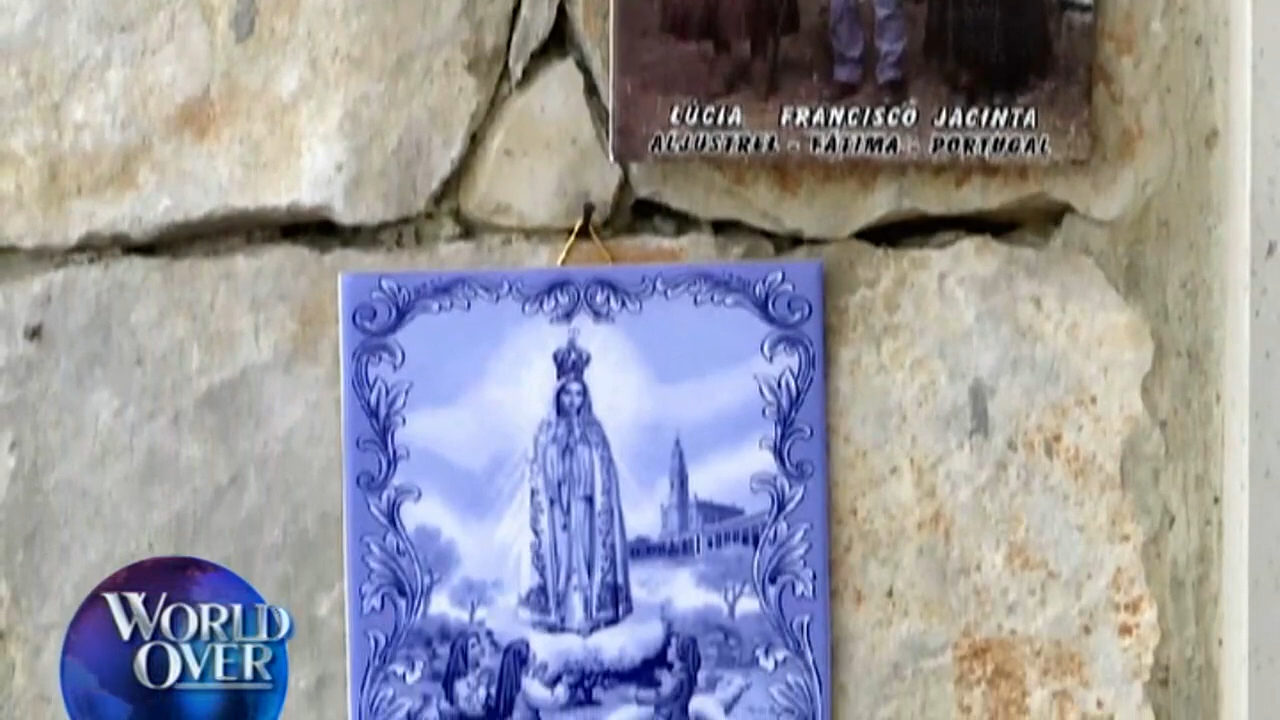 LÚCIA FRANCISCO JACINTA
ALJUSTREL - FÁTIMA - PORTUGAL
WORLD
OVER